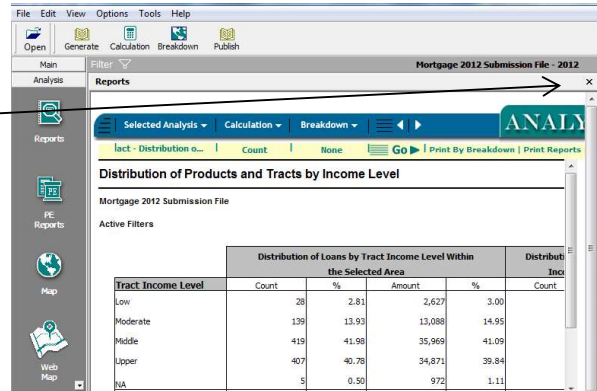 File Edit View Options Tools Help
Open Generate Calculation Breakdown Publish
Main Filter Mortgage 2012 Submission File - 2012
Analysis Reports x
Selected Analysis Calculation Breakdown ANALY
lact - Distribution o... Count None Go Print By Breakdown | Print Reports
Reports
Distribution of Products and Tracts by Income Level
Mortgage 2012 Submission File
PE
Reports
Active Filters
Distribution of Loans by Tract Income Level Within
the Selected Area
Distributi
Inco
Tract Income Level Count % Amount % Count
Map
Low 28 2.81 2,627 3.00
Moderate 139 13.93 13,088 14.95
Middle 419 41.98 35,969 41.09
Upper 407 40.78 34,871 39.84
NA 5 0.50 972 1.11
Web
Map